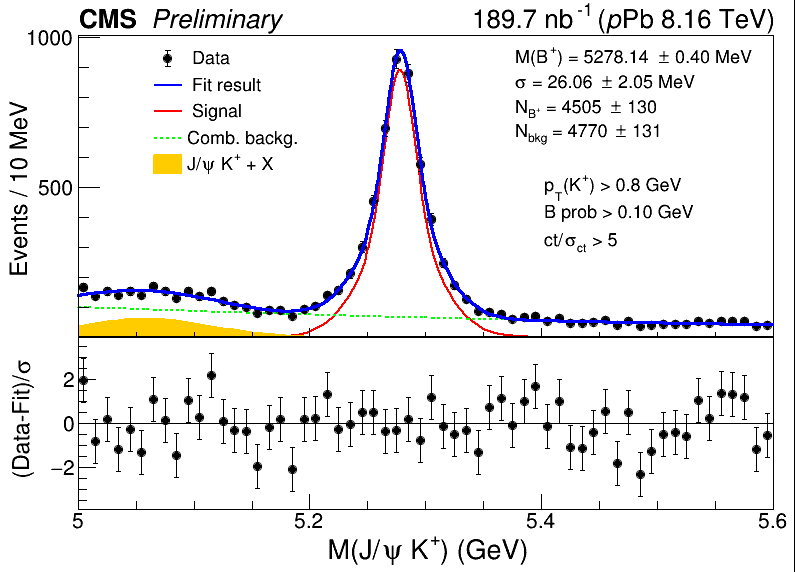 CMS Preliminary 189.7 nb⁻¹ (pPb 8.16 TeV)
1000
500
Events / 10 MeV
Data
Fit result
Signal
Comb. backg.
J/ψ K⁺ + X
M(B⁺) = 5278.14 ± 0.40 MeV
σ = 26.06 ± 2.05 MeV
N_B⁺ = 4505 ± 130
N_bkg = 4770 ± 131
p_T(K⁺) > 0.8 GeV
B prob > 0.10 GeV
ct/σ_ct > 5
(Data-Fit)/σ
2
0
−2
5 5.2 5.4 5.6
M(J/ψ K⁺) (GeV)